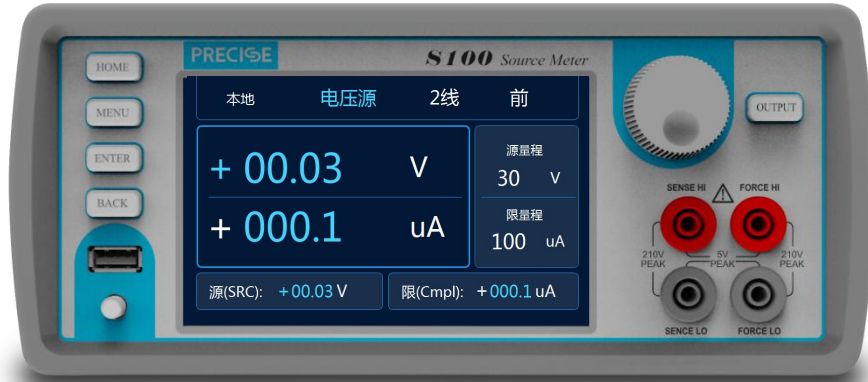 PRECISE
S100 Source Meter
HOME
MENU
ENTER
BACK
本地 电压源 2线 前
+ 00.03 V
+ 000.1 uA
源量程
30 V
限量程
100 uA
源(SRC): +00.03 V
限(Cmpl): +000.1 uA
OUTPUT
SENSE HI
FORCE HI
210V PEAK
5V PEAK
210V PEAK
SENCE LO
FORCE LO